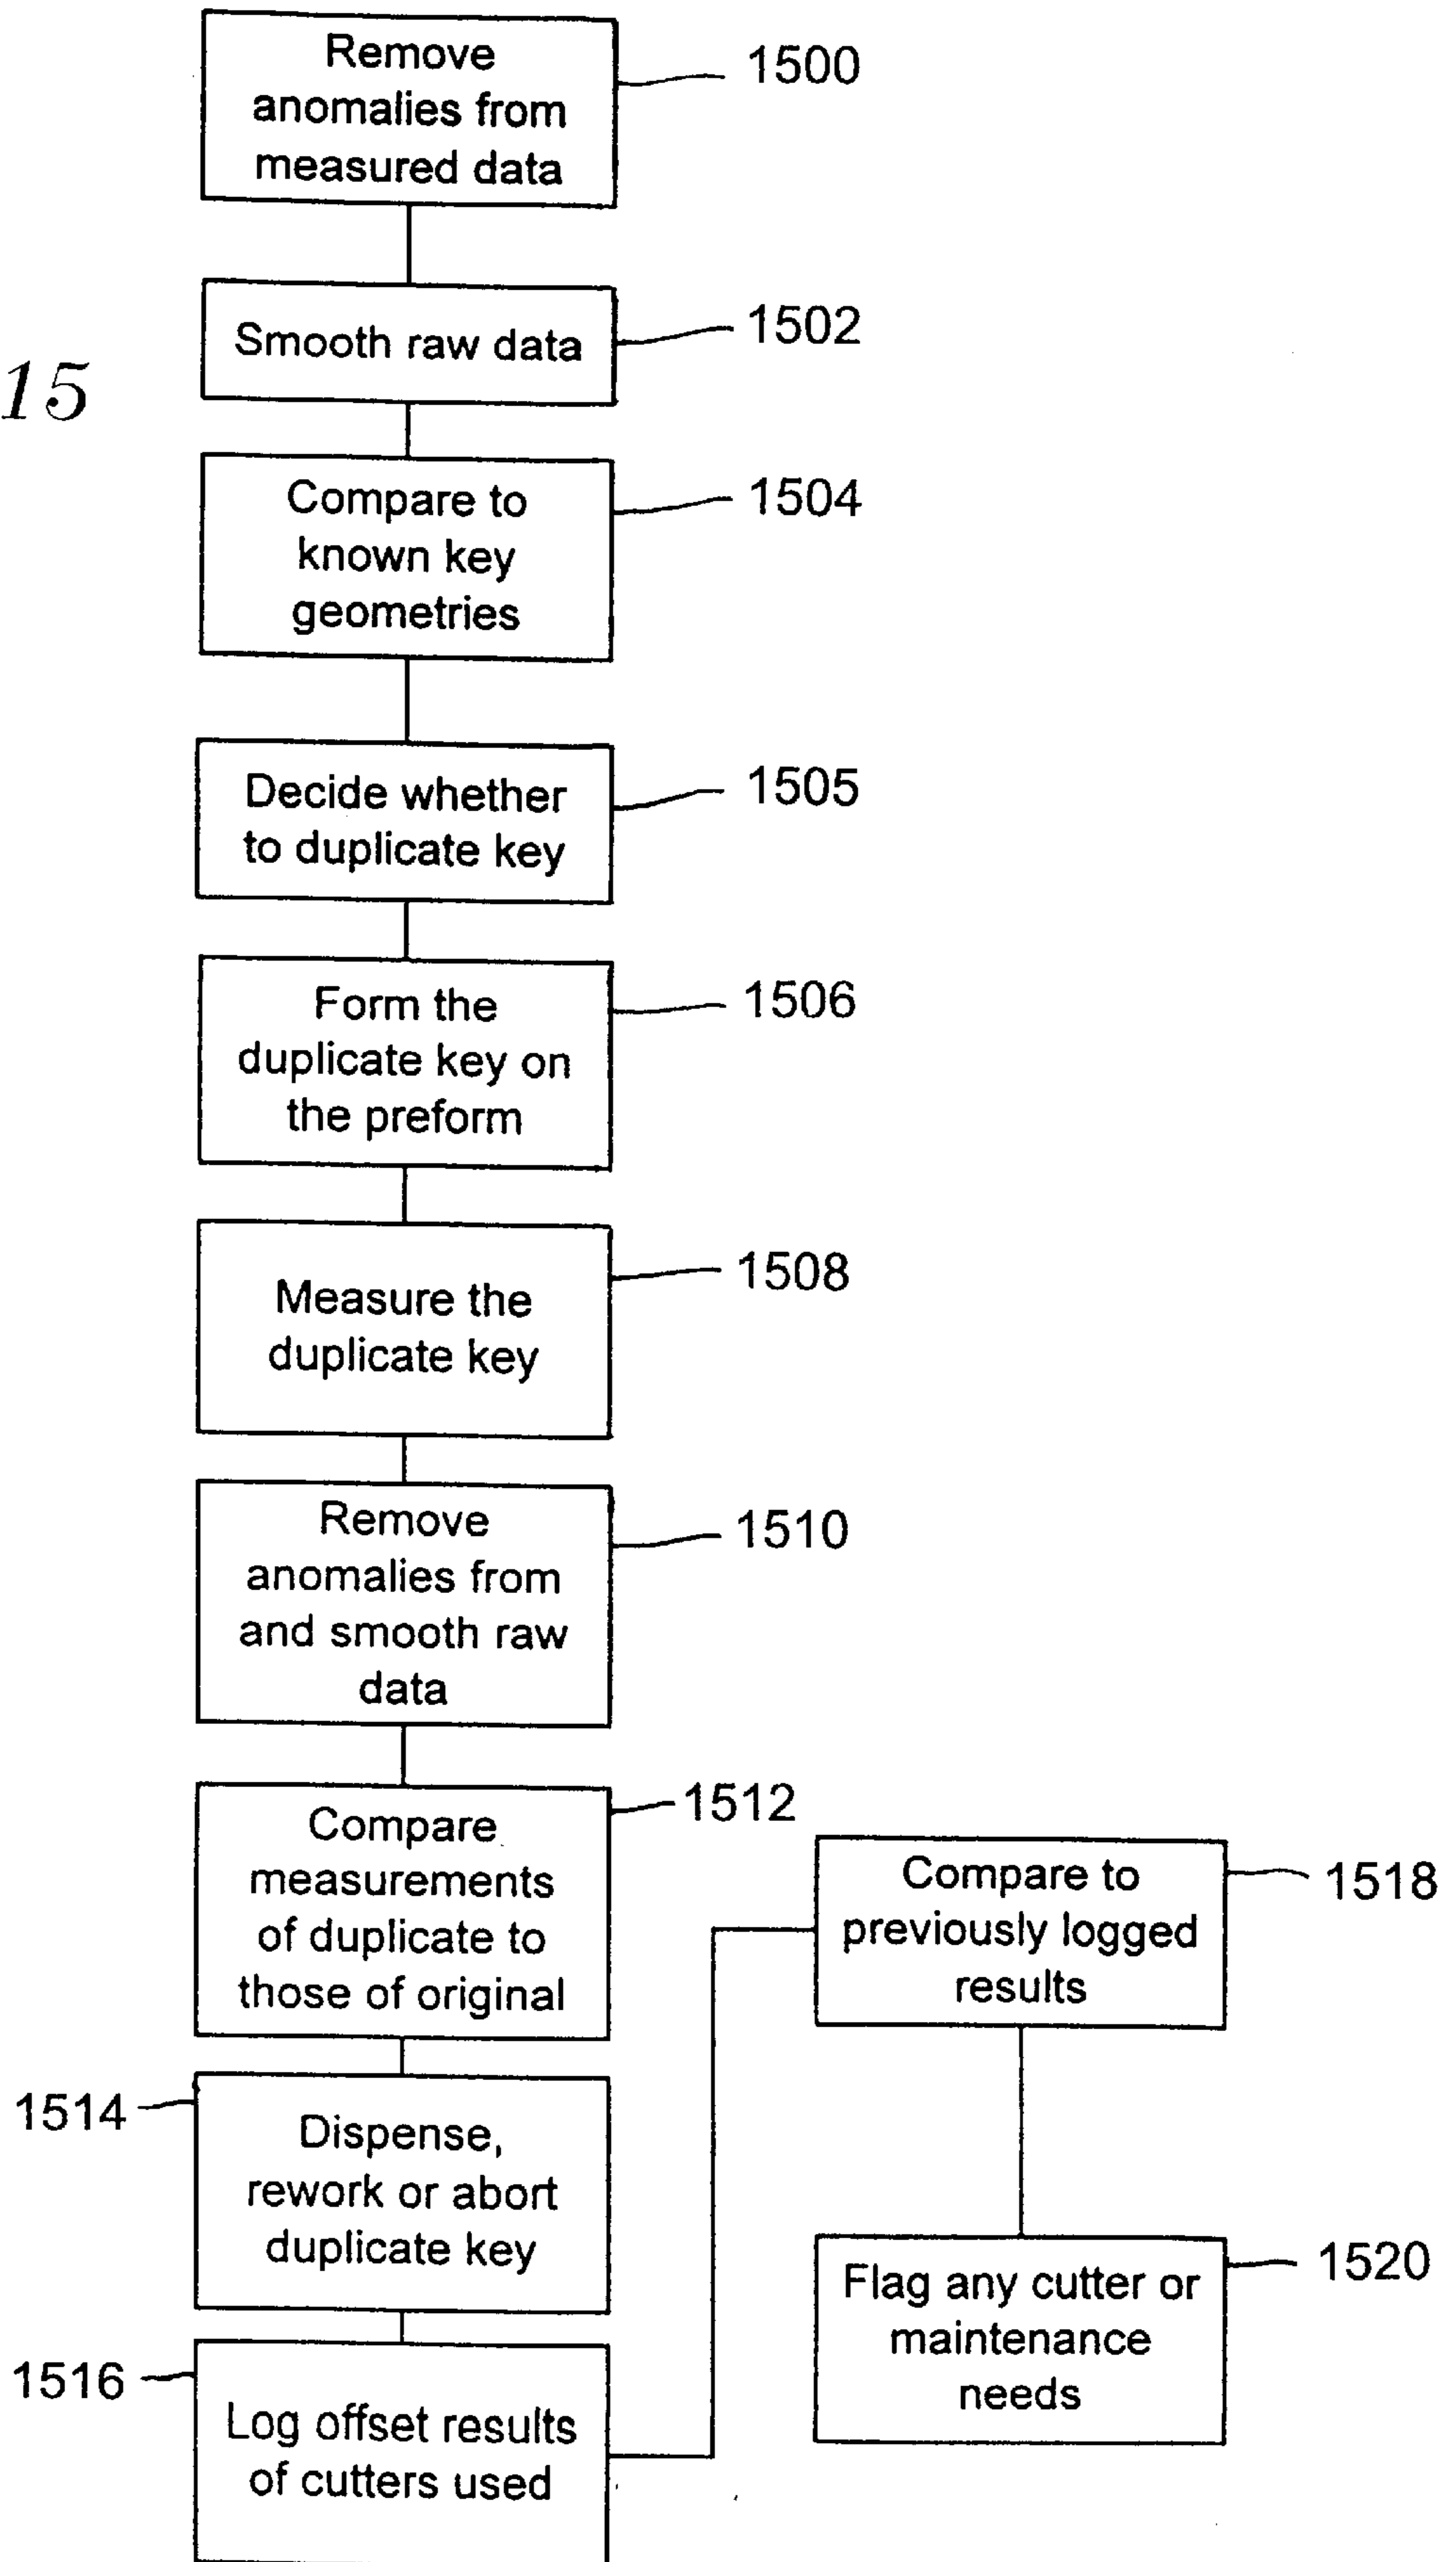 Remove
anomalies from
measured data
1500
Smooth raw data
1502
15
Compare to
known key
geometries
1504
Decide whether
to duplicate key
1505
Form the
duplicate key on
the preform
1506
Measure the
duplicate key
1508
Remove
anomalies from
and smooth raw
data
1510
Compare
measurements
of duplicate to
those of original
1512
1514
Dispense,
rework or abort
duplicate key
1516
Log offset results
of cutters used
Compare to
previously logged
results
1518
Flag any cutter or
maintenance
needs
1520